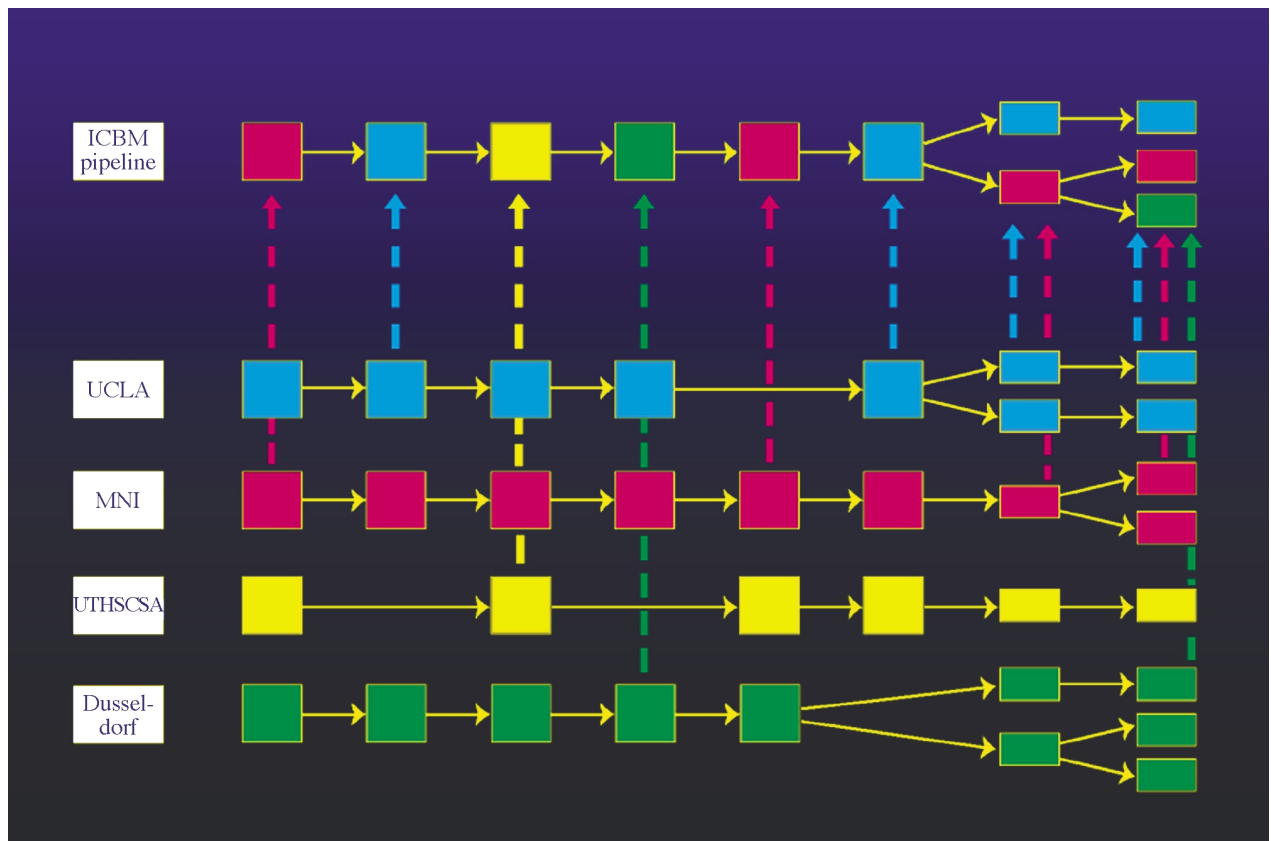 ICBM
pipeline
UCLA
MNI
UTHSCSA
Dussel-
dorf